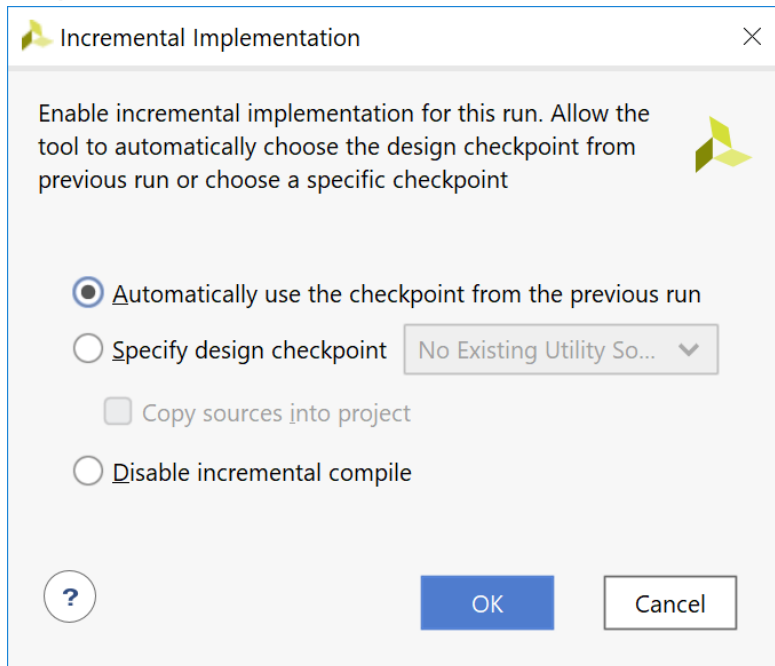 Incremental Implementation
Enable incremental implementation for this run. Allow the
tool to automatically choose the design checkpoint from
previous run or choose a specific checkpoint
Automatically use the checkpoint from the previous run
Specify design checkpoint No Existing Utility So...
Copy sources into project
Disable incremental compile
? OK Cancel